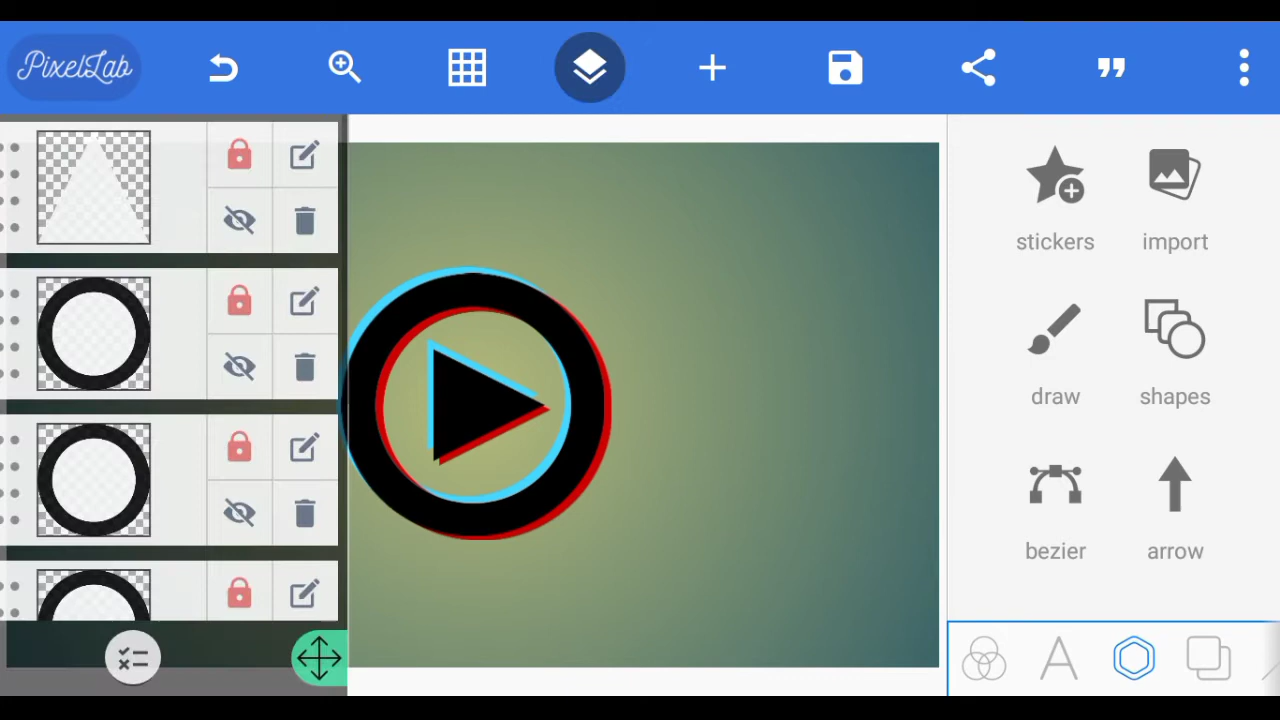 PixelLab
stickers
import
draw
shapes
bezier
arrow